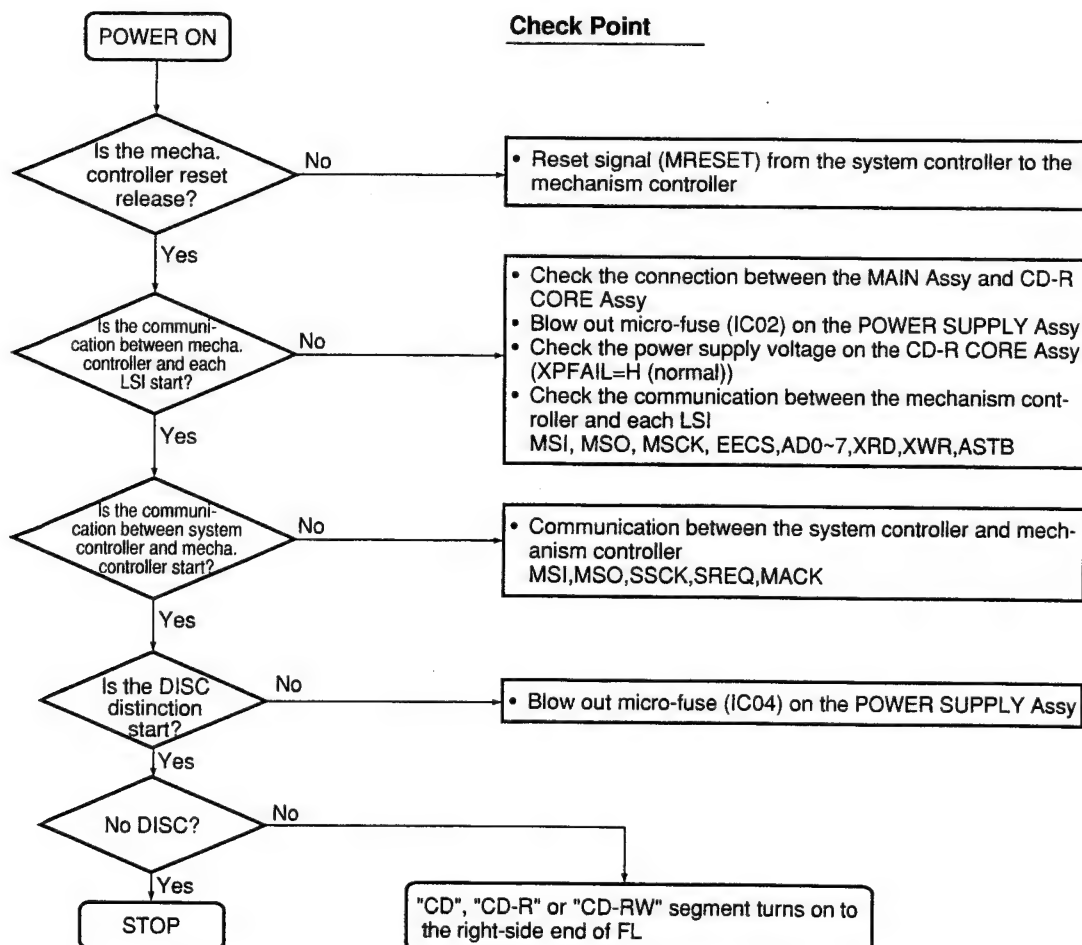 POWER ON
Check Point
Is the mecha.
controller reset
release?
No
• Reset signal (MRESET) from the system controller to the
mechanism controller
Yes
Is the communi-
cation between mecha.
controller and each
LSI start?
No
• Check the connection between the MAIN Assy and CD-R
CORE Assy
• Blow out micro-fuse (IC02) on the POWER SUPPLY Assy
• Check the power supply voltage on the CD-R CORE Assy
(XPFAIL=H (normal))
• Check the communication between the mechanism cont-
roller and each LSI
MSI, MSO, MSCK, EECS,AD0~7,XRD,XWR,ASTB
Yes
Is the communi-
cation between system
controller and mecha.
controller start?
No
• Communication between the system controller and mech-
anism controller
MSI,MSO,SSCK,SREQ,MACK
Yes
Is the DISC
distinction
start?
No
• Blow out micro-fuse (IC04) on the POWER SUPPLY Assy
Yes
No DISC?
No
Yes
STOP
"CD", "CD-R" or "CD-RW" segment turns on to
the right-side end of FL